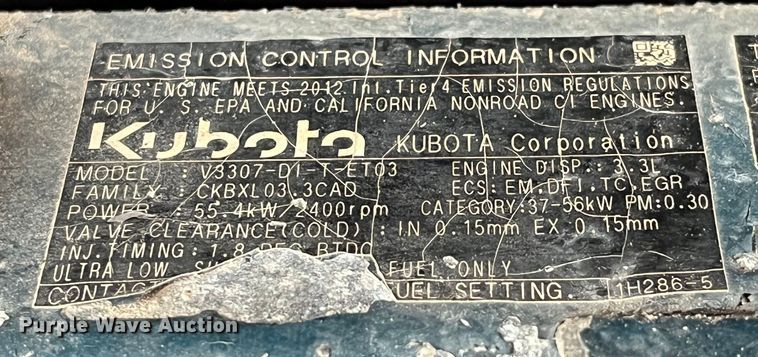 EMISSION CONTROL INFORMATION
THIS ENGINE MEETS 2012 Int.Tier4 EMISSION REGULATIONS
FOR U. S. EPA AND CALIFORNIA NONROAD CI ENGINES.
Kubota KUBOTA Corporation
MODEL : V3307-DI-T-ET03 ENGINE DISP.: 3.3L
FAMILY : CKBXL03.3CAD ECS: EM,DFI,TC,EGR
POWER : 55.4kW/2400rpm CATEGORY:37-56kW PM:0.30
VALVE CLEARANCE(COLD) : IN 0.15mm EX 0.15mm
INJ.TIMING: 1.8 DEG BTDC
ULTRA LOW FUEL ONLY
SETTING. 1H286-5
Purple Wave Auction